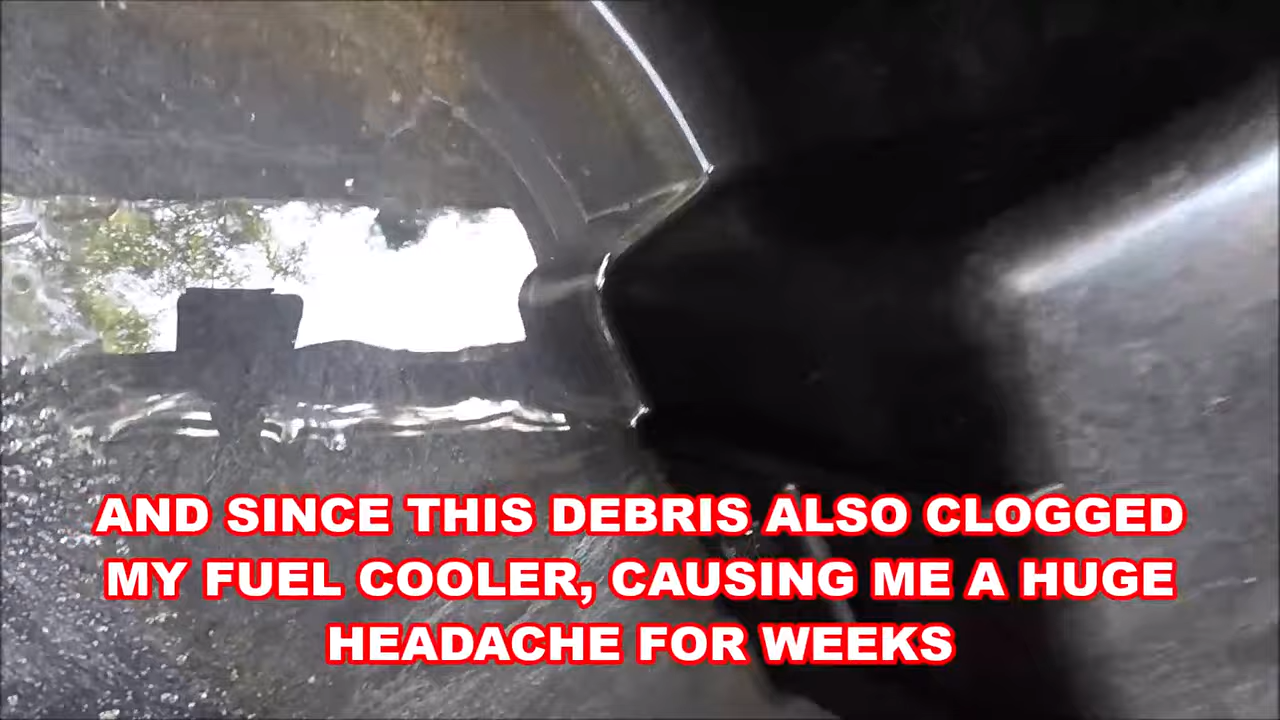 AND SINCE THIS DEBRIS ALSO CLOGGED
MY FUEL COOLER, CAUSING ME A HUGE
HEADACHE FOR WEEKS